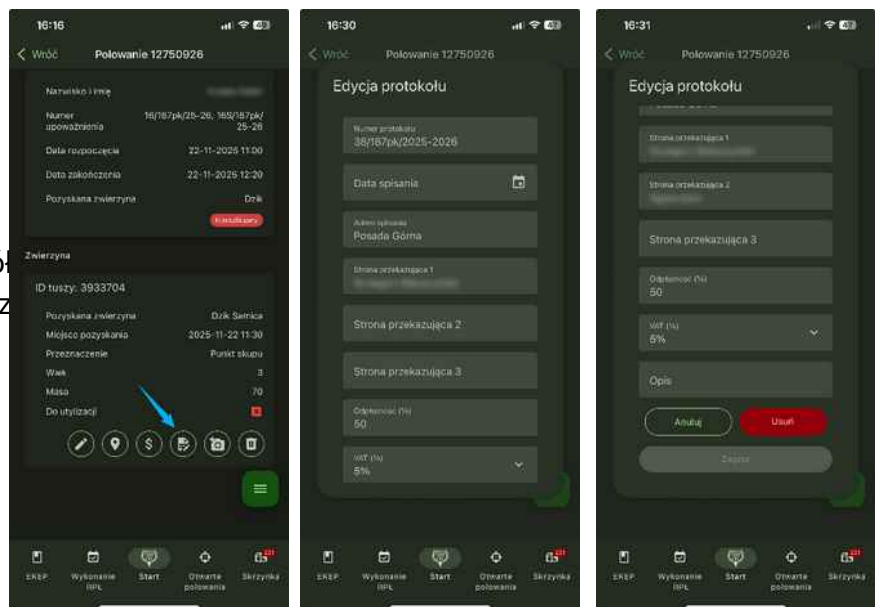 16:16
Wróć Polowanie 12750926
Nazwisko i imię
Numer upoważnienia 16/187pk/25-26, 165/187pk/25-26
Data rozpoczęcia 22-11-2025 11:00
Data zakończenia 22-11-2025 12:20
Pozyskana zwierzyna Dzik
Zwierzyna
ID tuszy: 3933704
Pozyskana zwierzyna Dzik Samica
Miejsce pozyskania 2025-11-22 11:30
Przeznaczenie Punkt skupu
Wiek 3
Masa 70
Do utylizacji
EKEP
Wykonanie RPŁ
Start
Otwarte polowania
Skrzynka
16:30
Wróć Polowanie 12750926
Edycja protokołu
Numer protokołu
36/187pk/2025-2026
Data spisania
Adres spisania
Posada Górna
Strona przekazująca 1
Strona przekazująca 2
Strona przekazująca 3
Odpłatność (%)
50
VAT (%)
5%
EKEP
Wykonanie RPŁ
Start
Otwarte polowania
Skrzynka
16:31
Wróć Polowanie 12750926
Edycja protokołu
Posada Górna
Strona przekazująca 1
Strona przekazująca 2
Strona przekazująca 3
Odpłatność (%)
50
VAT (%)
5%
Opis
Anuluj Usuń
Zapisz
EKEP
Wykonanie RPŁ
Start
Otwarte polowania
Skrzynka